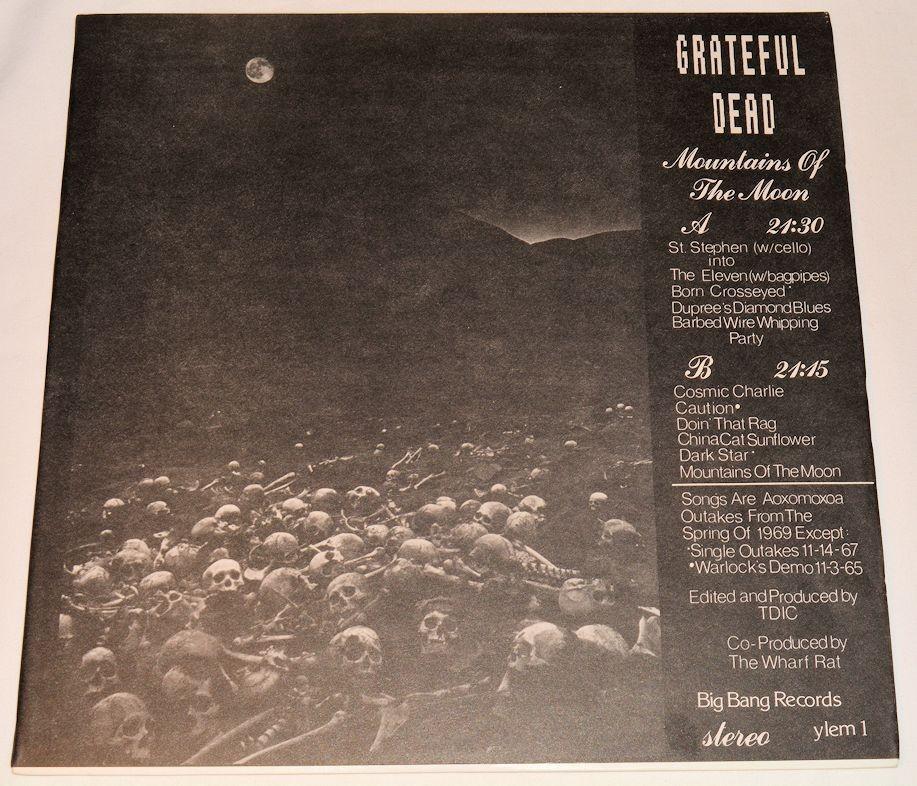 GRATEFUL
DEAD
Mountains Of
The Moon
A 21:30
St. Stephen (w/cello)
into
The Eleven (w/bagpipes)
Born Crosseyed*
Dupree's Diamond Blues
Barbed Wire Whipping
Party
B 21:15
Cosmic Charlie
Caution•
Doin' That Rag
China Cat Sunflower
Dark Star*
Mountains Of The Moon
Songs Are Aoxomoxoa
Outakes From The
Spring Of 1969 Except:
*Single Outakes 11-14-67
•Warlock's Demo 11-3-65
Edited and Produced by
TDIC
Co-Produced by
The Wharf Rat
Big Bang Records
stereo ylem 1